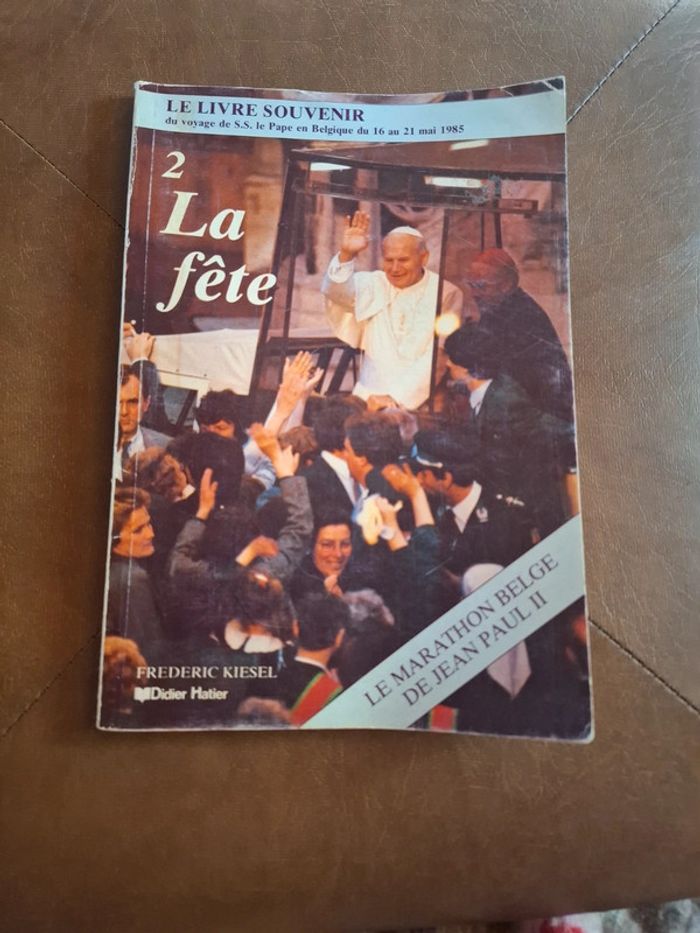 LE LIVRE SOUVENIR
du voyage de S.S. le Pape en Belgique du 16 au 21 mai 1985
2
La
fête
LE MARATHON BELGE
DE JEAN PAUL II
FREDERIC KIESEL
Didier Hatier